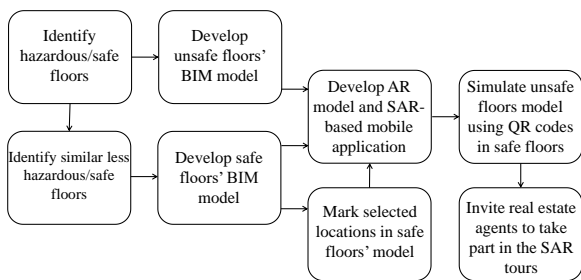 Identify
hazardous/safe
floors
Develop
unsafe floors'
BIM model
Identify similar less
hazardous/safe
floors
Develop safe
floors' BIM
model
Develop AR
model and SAR-
based mobile
application
Mark selected
locations in safe
floors' model
Simulate unsafe
floors model
using QR codes
in safe floors
Invite real estate
agents to take
part in the SAR
tours